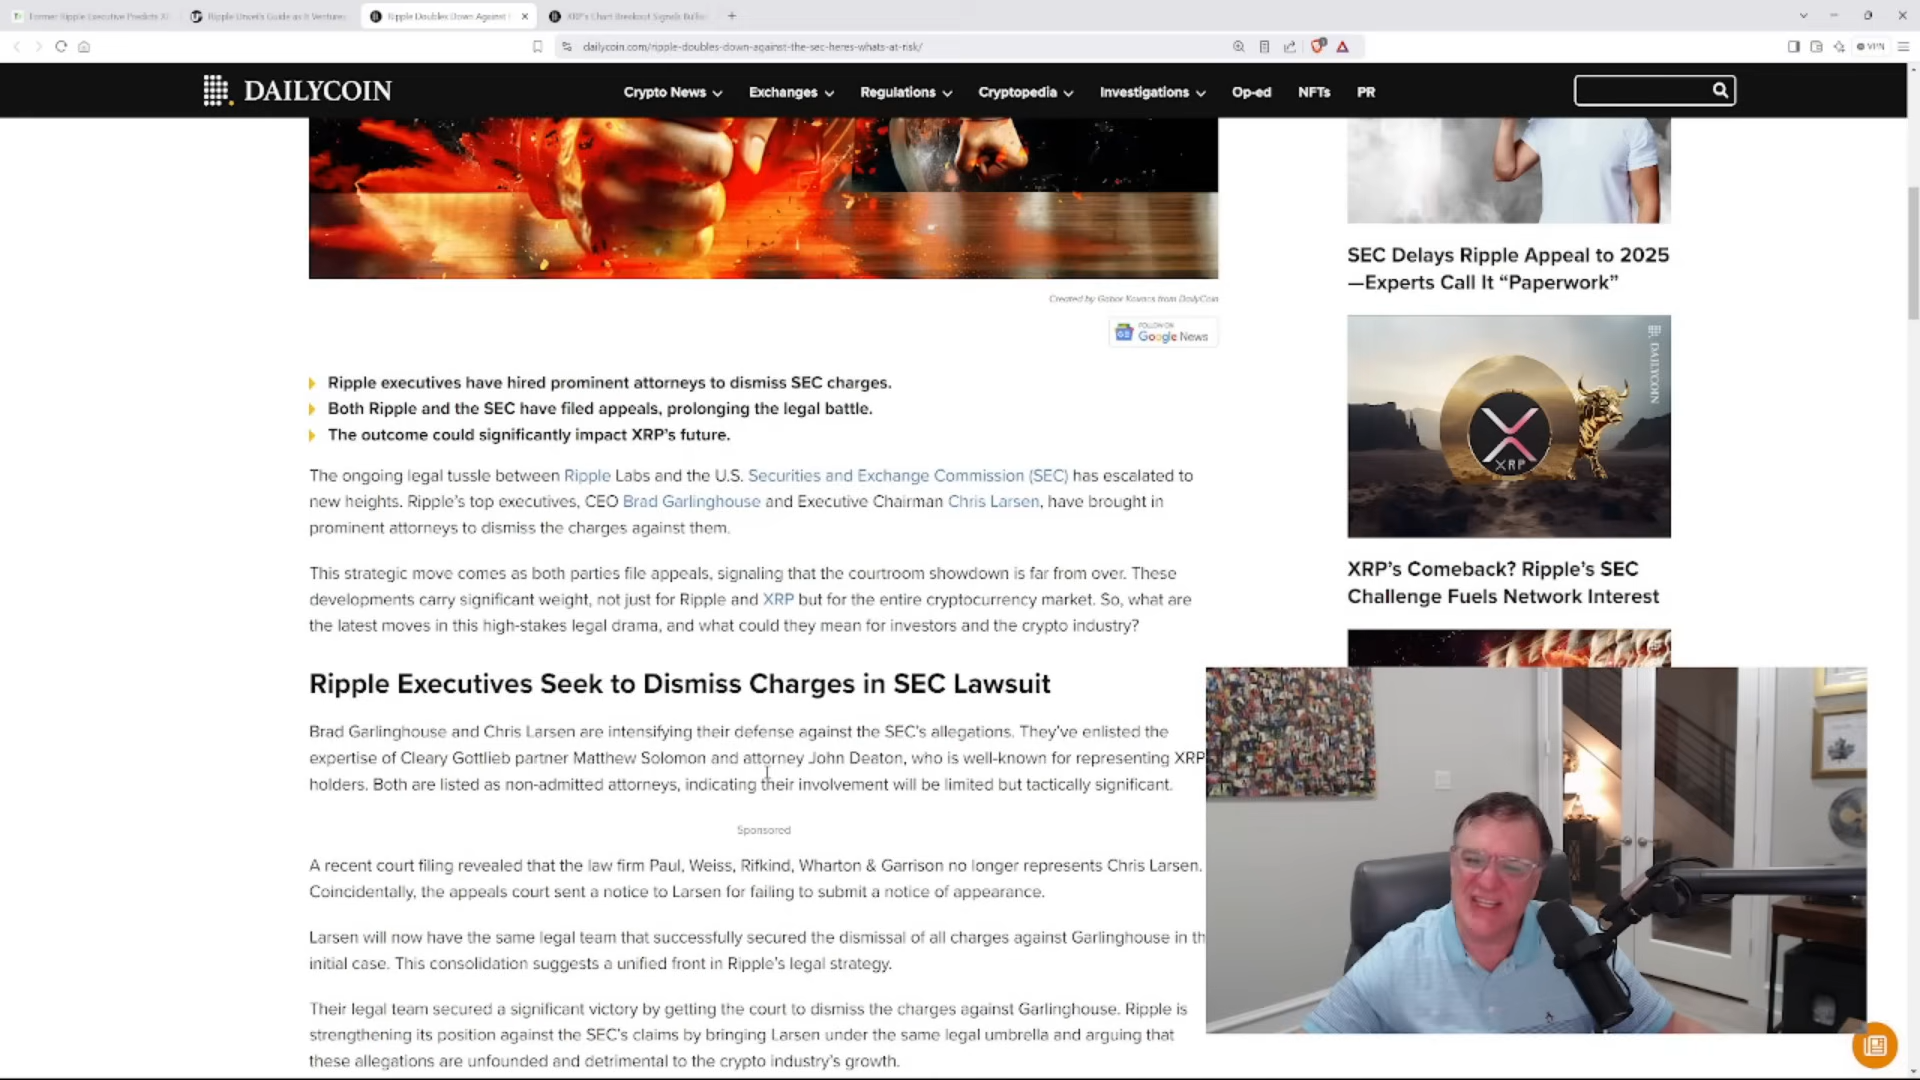 Former Ripple Executive Predicts XR
Ripple Unveils Guide as It Ventures
Ripple Doubles Down Against
XRP's Chart Breakout Signals Bullis
dailycoin.com/ripple-doubles-down-against-the-sec-heres-whats-at-risk/
VPN
DAILYCOIN
Crypto News
Exchanges
Regulations
Cryptopedia
Investigations
Op-ed
NFTs
PR
Created by Gabor Kovacs from DailyCoin
FOLLOW ON
Google News
Ripple executives have hired prominent attorneys to dismiss SEC charges.
Both Ripple and the SEC have filed appeals, prolonging the legal battle.
The outcome could significantly impact XRP's future.
The ongoing legal tussle between Ripple Labs and the U.S. Securities and Exchange Commission (SEC) has escalated to
new heights. Ripple's top executives, CEO Brad Garlinghouse and Executive Chairman Chris Larsen, have brought in
prominent attorneys to dismiss the charges against them.
This strategic move comes as both parties file appeals, signaling that the courtroom showdown is far from over. These
developments carry significant weight, not just for Ripple and XRP but for the entire cryptocurrency market. So, what are
the latest moves in this high-stakes legal drama, and what could they mean for investors and the crypto industry?
Ripple Executives Seek to Dismiss Charges in SEC Lawsuit
Brad Garlinghouse and Chris Larsen are intensifying their defense against the SEC's allegations. They've enlisted the
expertise of Cleary Gottlieb partner Matthew Solomon and attorney John Deaton, who is well-known for representing XRP
holders. Both are listed as non-admitted attorneys, indicating their involvement will be limited but tactically significant.
Sponsored
A recent court filing revealed that the law firm Paul, Weiss, Rifkind, Wharton & Garrison no longer represents Chris Larsen.
Coincidentally, the appeals court sent a notice to Larsen for failing to submit a notice of appearance.
Larsen will now have the same legal team that successfully secured the dismissal of all charges against Garlinghouse in th
initial case. This consolidation suggests a unified front in Ripple's legal strategy.
Their legal team secured a significant victory by getting the court to dismiss the charges against Garlinghouse. Ripple is
strengthening its position against the SEC's claims by bringing Larsen under the same legal umbrella and arguing that
these allegations are unfounded and detrimental to the crypto industry's growth.
SEC Delays Ripple Appeal to 2025
—Experts Call It “Paperwork”
DAILYCOIN
XRP
XRP's Comeback? Ripple's SEC
Challenge Fuels Network Interest